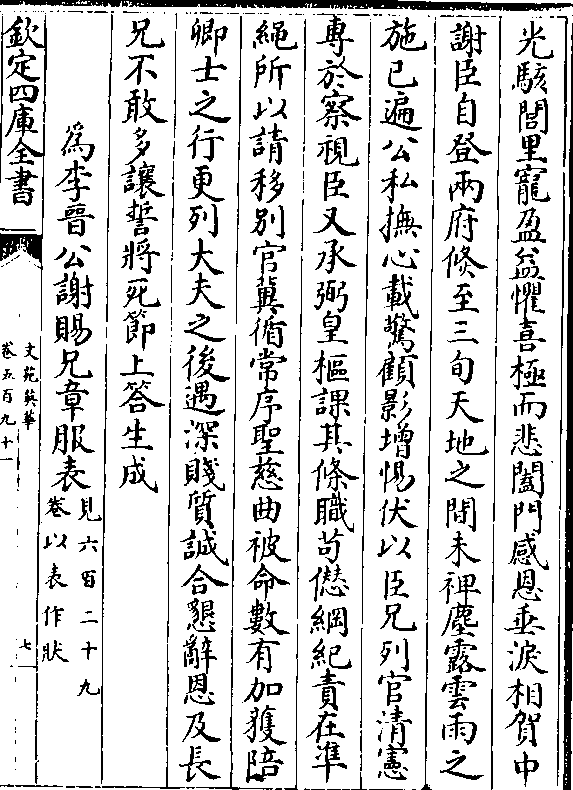 光駭閭里寵盈益懼喜極而悲闔門感恩垂淚相賀中
謝臣自登兩府倐至三旬天地之間未裨塵露雲雨之
施已遍公私撫心載驚顧影增惕伏以臣兄列官清憲
專於察視臣又承弼皇樞課其條職苟僁綱紀責在準
繩所以請移别官冀循常序聖慈曲被命數有加獲陪
卿士之行更列大夫之後遇深賤質誠合懇辭恩及長
兄不敢多讓誓將死節上答生成
爲李晉公謝賜兄章服表
見六百二十九
卷以表作狀
欽定四庫全書
文苑英華
卷五百九十一
七